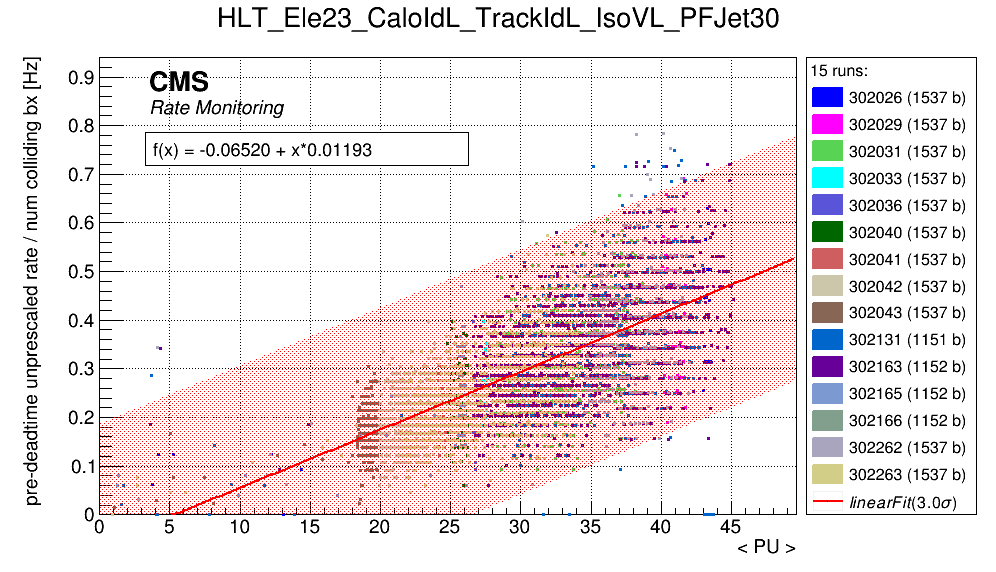 HLT_Ele23_CaloIdL_TrackIdL_IsoVL_PFJet30
pre-deadtime unprescaled rate / num colliding bx [Hz]
CMS
Rate Monitoring
f(x) = -0.06520 + x*0.01193
0.9
0.8
0.7
0.6
0.5
0.4
0.3
0.2
0.1
0
0 5 10 15 20 25 30 35 40 45
< PU >
15 runs:
302026 (1537 b)
302029 (1537 b)
302031 (1537 b)
302033 (1537 b)
302036 (1537 b)
302040 (1537 b)
302041 (1537 b)
302042 (1537 b)
302043 (1537 b)
302131 (1151 b)
302163 (1152 b)
302165 (1152 b)
302166 (1152 b)
302262 (1537 b)
302263 (1537 b)
linearFit(3.0σ)